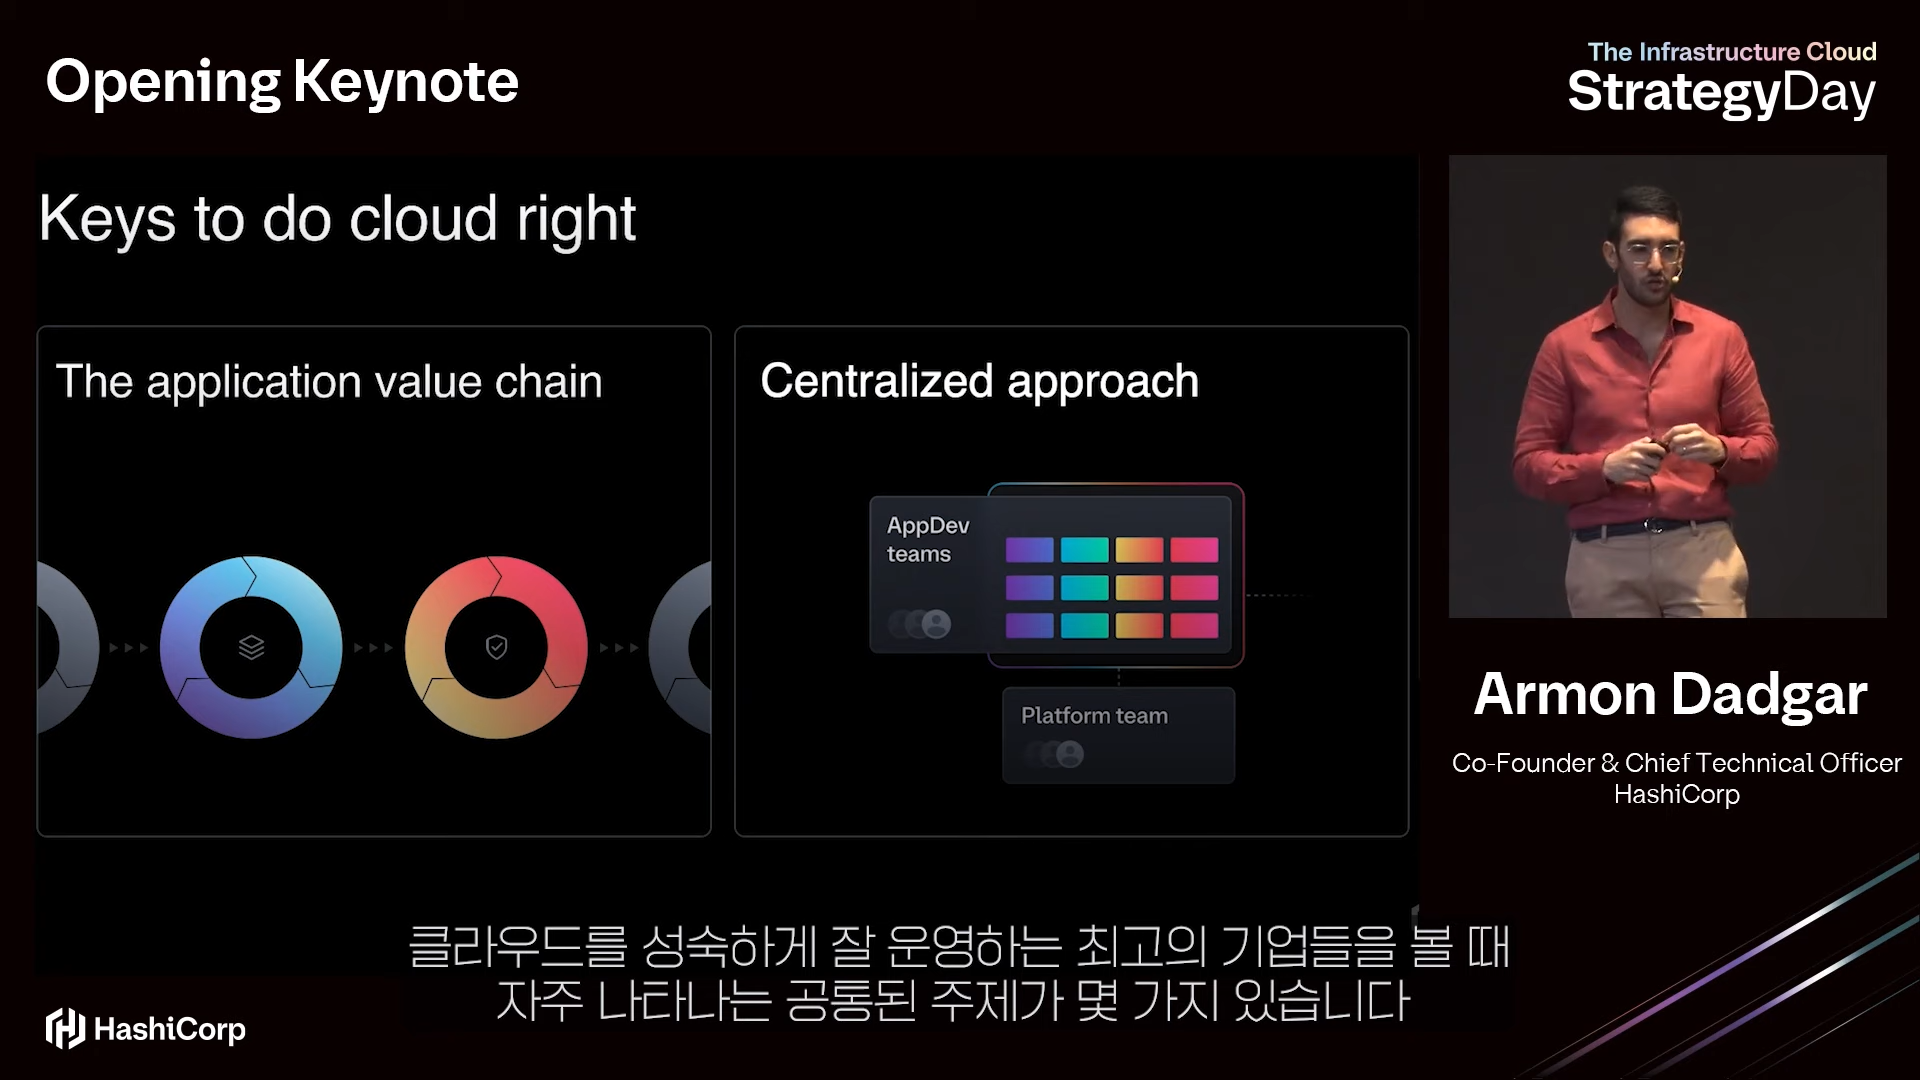 Opening Keynote
The Infrastructure Cloud
StrategyDay
Keys to do cloud right
The application value chain
Centralized approach
AppDev
teams
Platform team
Armon Dadgar
Co-Founder & Chief Technical Officer
HashiCorp
클라우드를 성숙하게 잘 운영하는 최고의 기업들을 볼 때
자주 나타나는 공통된 주제가 몇 가지 있습니다
HashiCorp